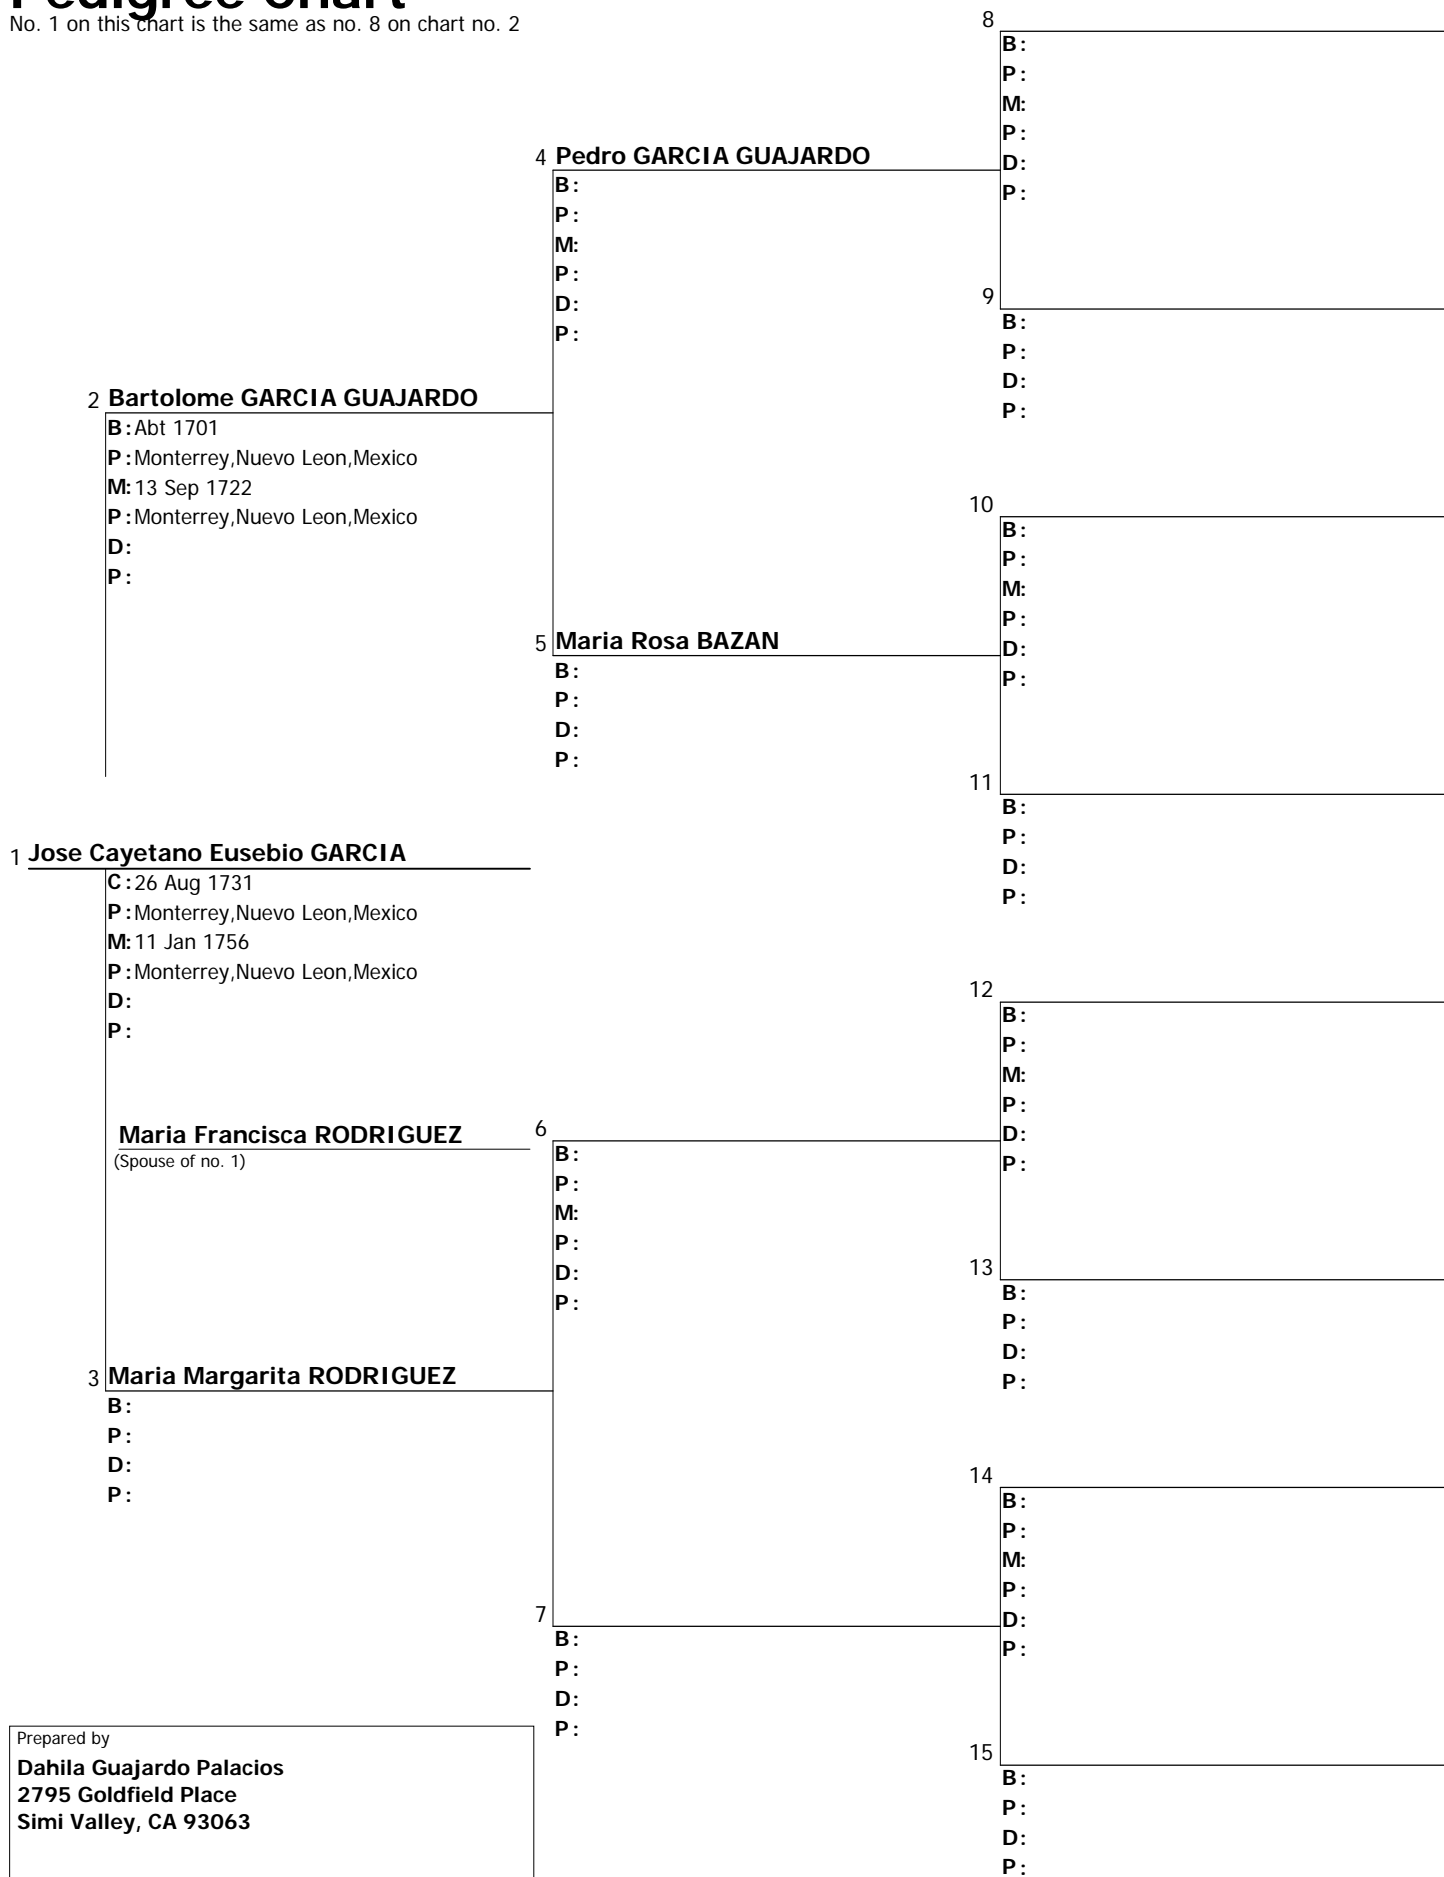 Pedigree Chart
No. 1 on this chart is the same as no. 8 on chart no. 2
8
B:
P:
M:
P:
D:
P:
4 Pedro GARCIA GUAJARDO
B:
P:
M:
P:
D:
P:
9
B:
P:
D:
P:
2 Bartolome GARCIA GUAJARDO
B: Abt 1701
P: Monterrey,Nuevo Leon,Mexico
M: 13 Sep 1722
P: Monterrey,Nuevo Leon,Mexico
D:
P:
10
B:
P:
M:
P:
D:
P:
5 Maria Rosa BAZAN
B:
P:
D:
P:
11
B:
P:
D:
P:
1 Jose Cayetano Eusebio GARCIA
C: 26 Aug 1731
P: Monterrey,Nuevo Leon,Mexico
M: 11 Jan 1756
P: Monterrey,Nuevo Leon,Mexico
D:
P:
12
B:
P:
M:
P:
D:
P:
Maria Francisca RODRIGUEZ
(Spouse of no. 1)
6
B:
P:
M:
P:
D:
P:
13
B:
P:
D:
P:
3 Maria Margarita RODRIGUEZ
B:
P:
D:
P:
14
B:
P:
M:
P:
D:
P:
7
B:
P:
D:
P:
15
B:
P:
D:
P:
Prepared by
Dahila Guajardo Palacios
2795 Goldfield Place
Simi Valley, CA 93063